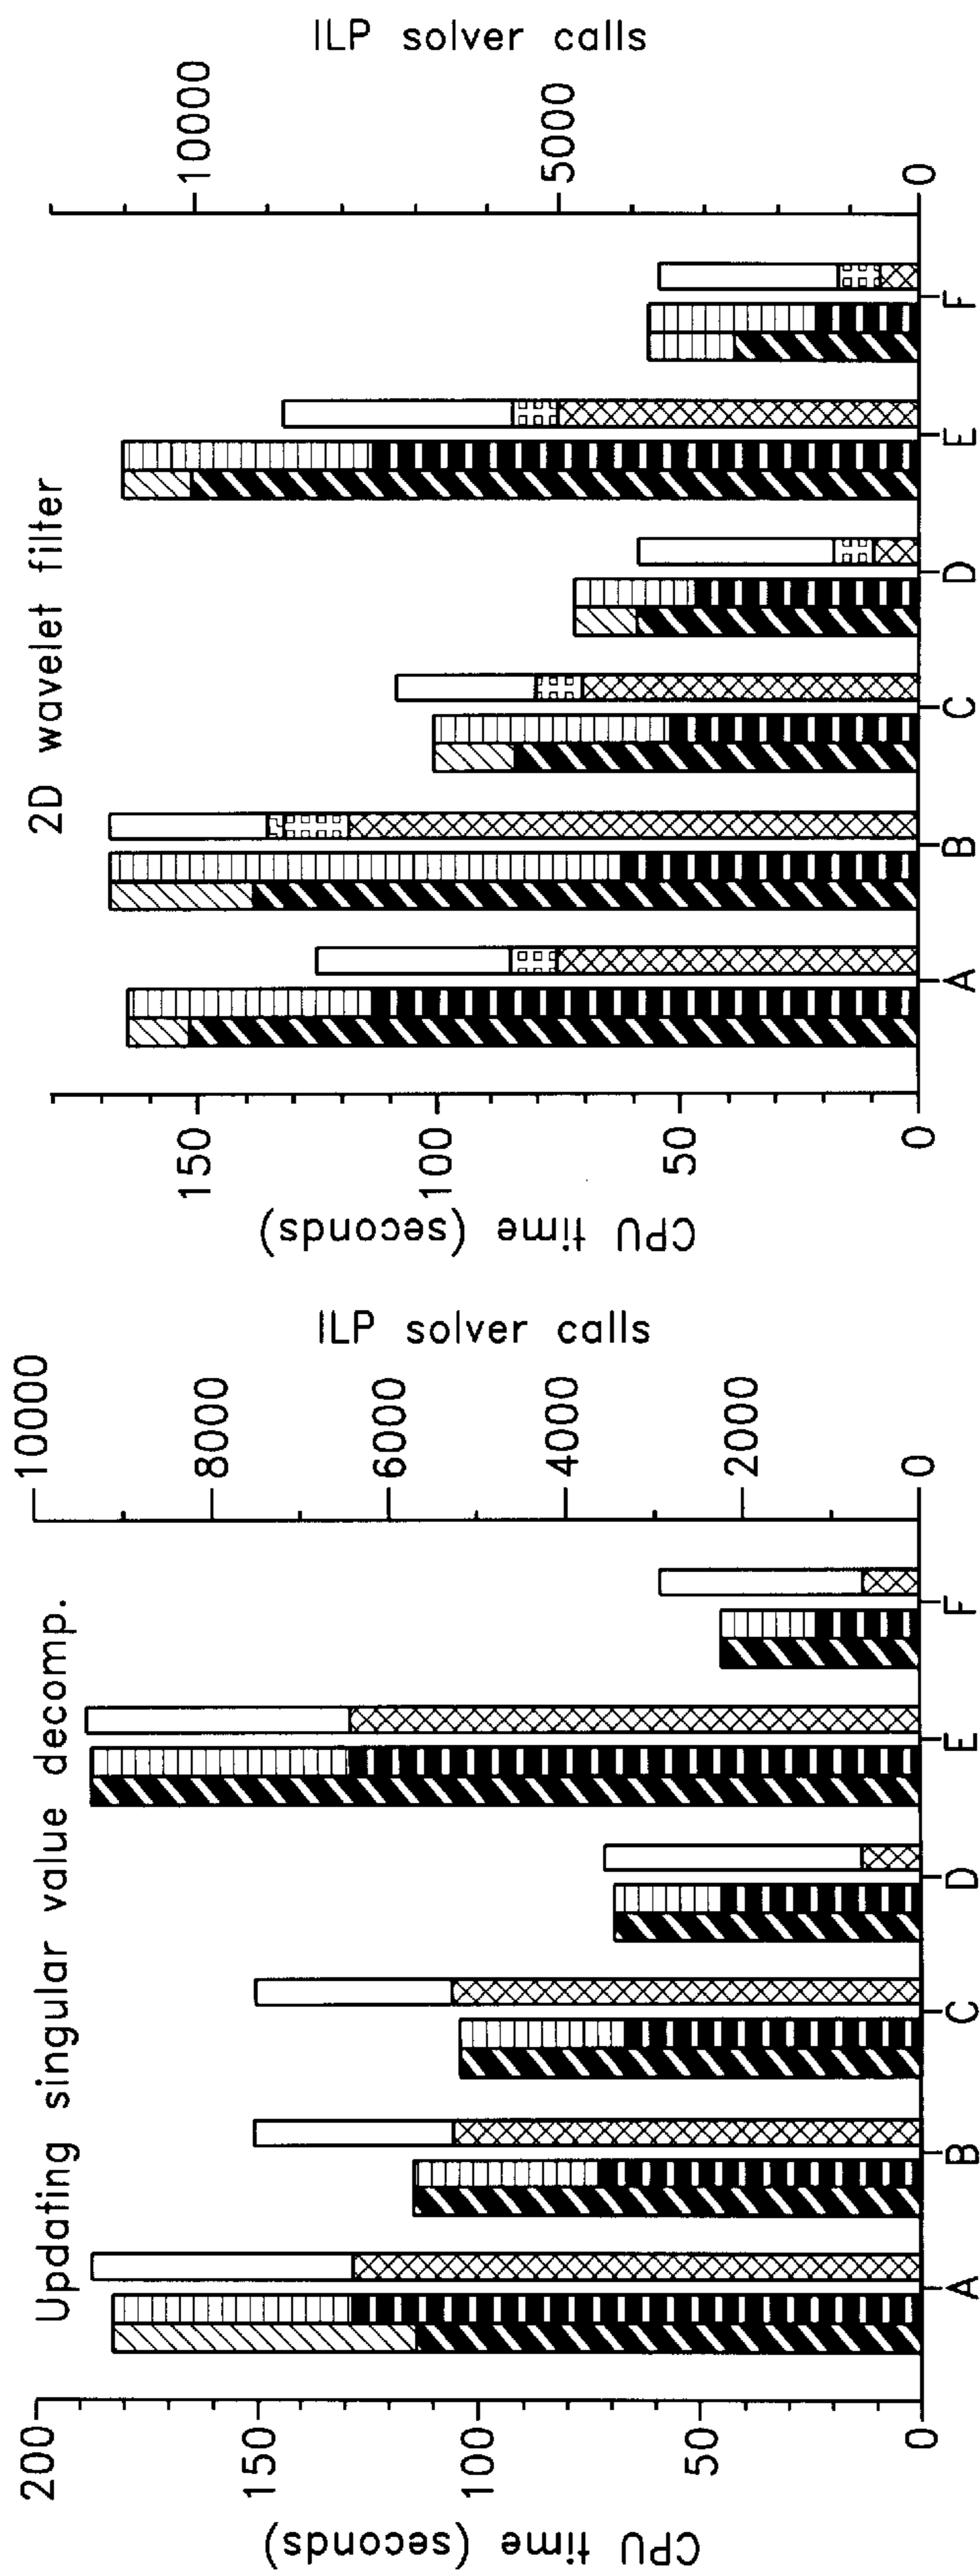 Updating singular value decomp.
CPU time (seconds)
200
150
100
50
0
ILP solver calls
10000
8000
6000
4000
2000
0
A B C D E F
2D wavelet filter
CPU time (seconds)
150
100
50
0
ILP solver calls
10000
5000
0
A B C D E F